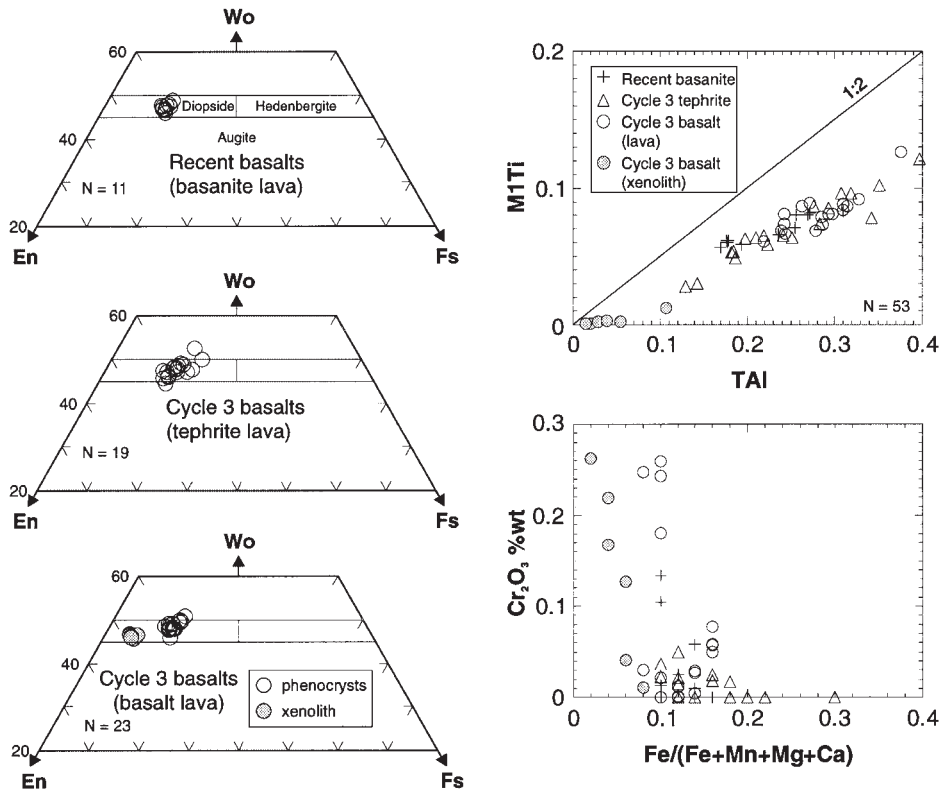 Wo
60
Diopside
Hedenbergite
Augite
40
Recent basalts
(basanite lava)
N = 11
20
En
Fs
Wo
60
40
Cycle 3 basalts
(tephrite lava)
N = 19
20
En
Fs
Wo
60
40
Cycle 3 basalts
(basalt lava)
phenocrysts
xenolith
N = 23
20
En
Fs
0.2
1:2
Recent basanite
Cycle 3 tephrite
Cycle 3 basalt
(lava)
Cycle 3 basalt
(xenolith)
M1Ti
0.1
N = 53
0
0 0.1 0.2 0.3 0.4
TAl
0.3
0.2
Cr₂O₃ %wt
0.1
0
0 0.1 0.2 0.3 0.4
Fe/(Fe+Mn+Mg+Ca)